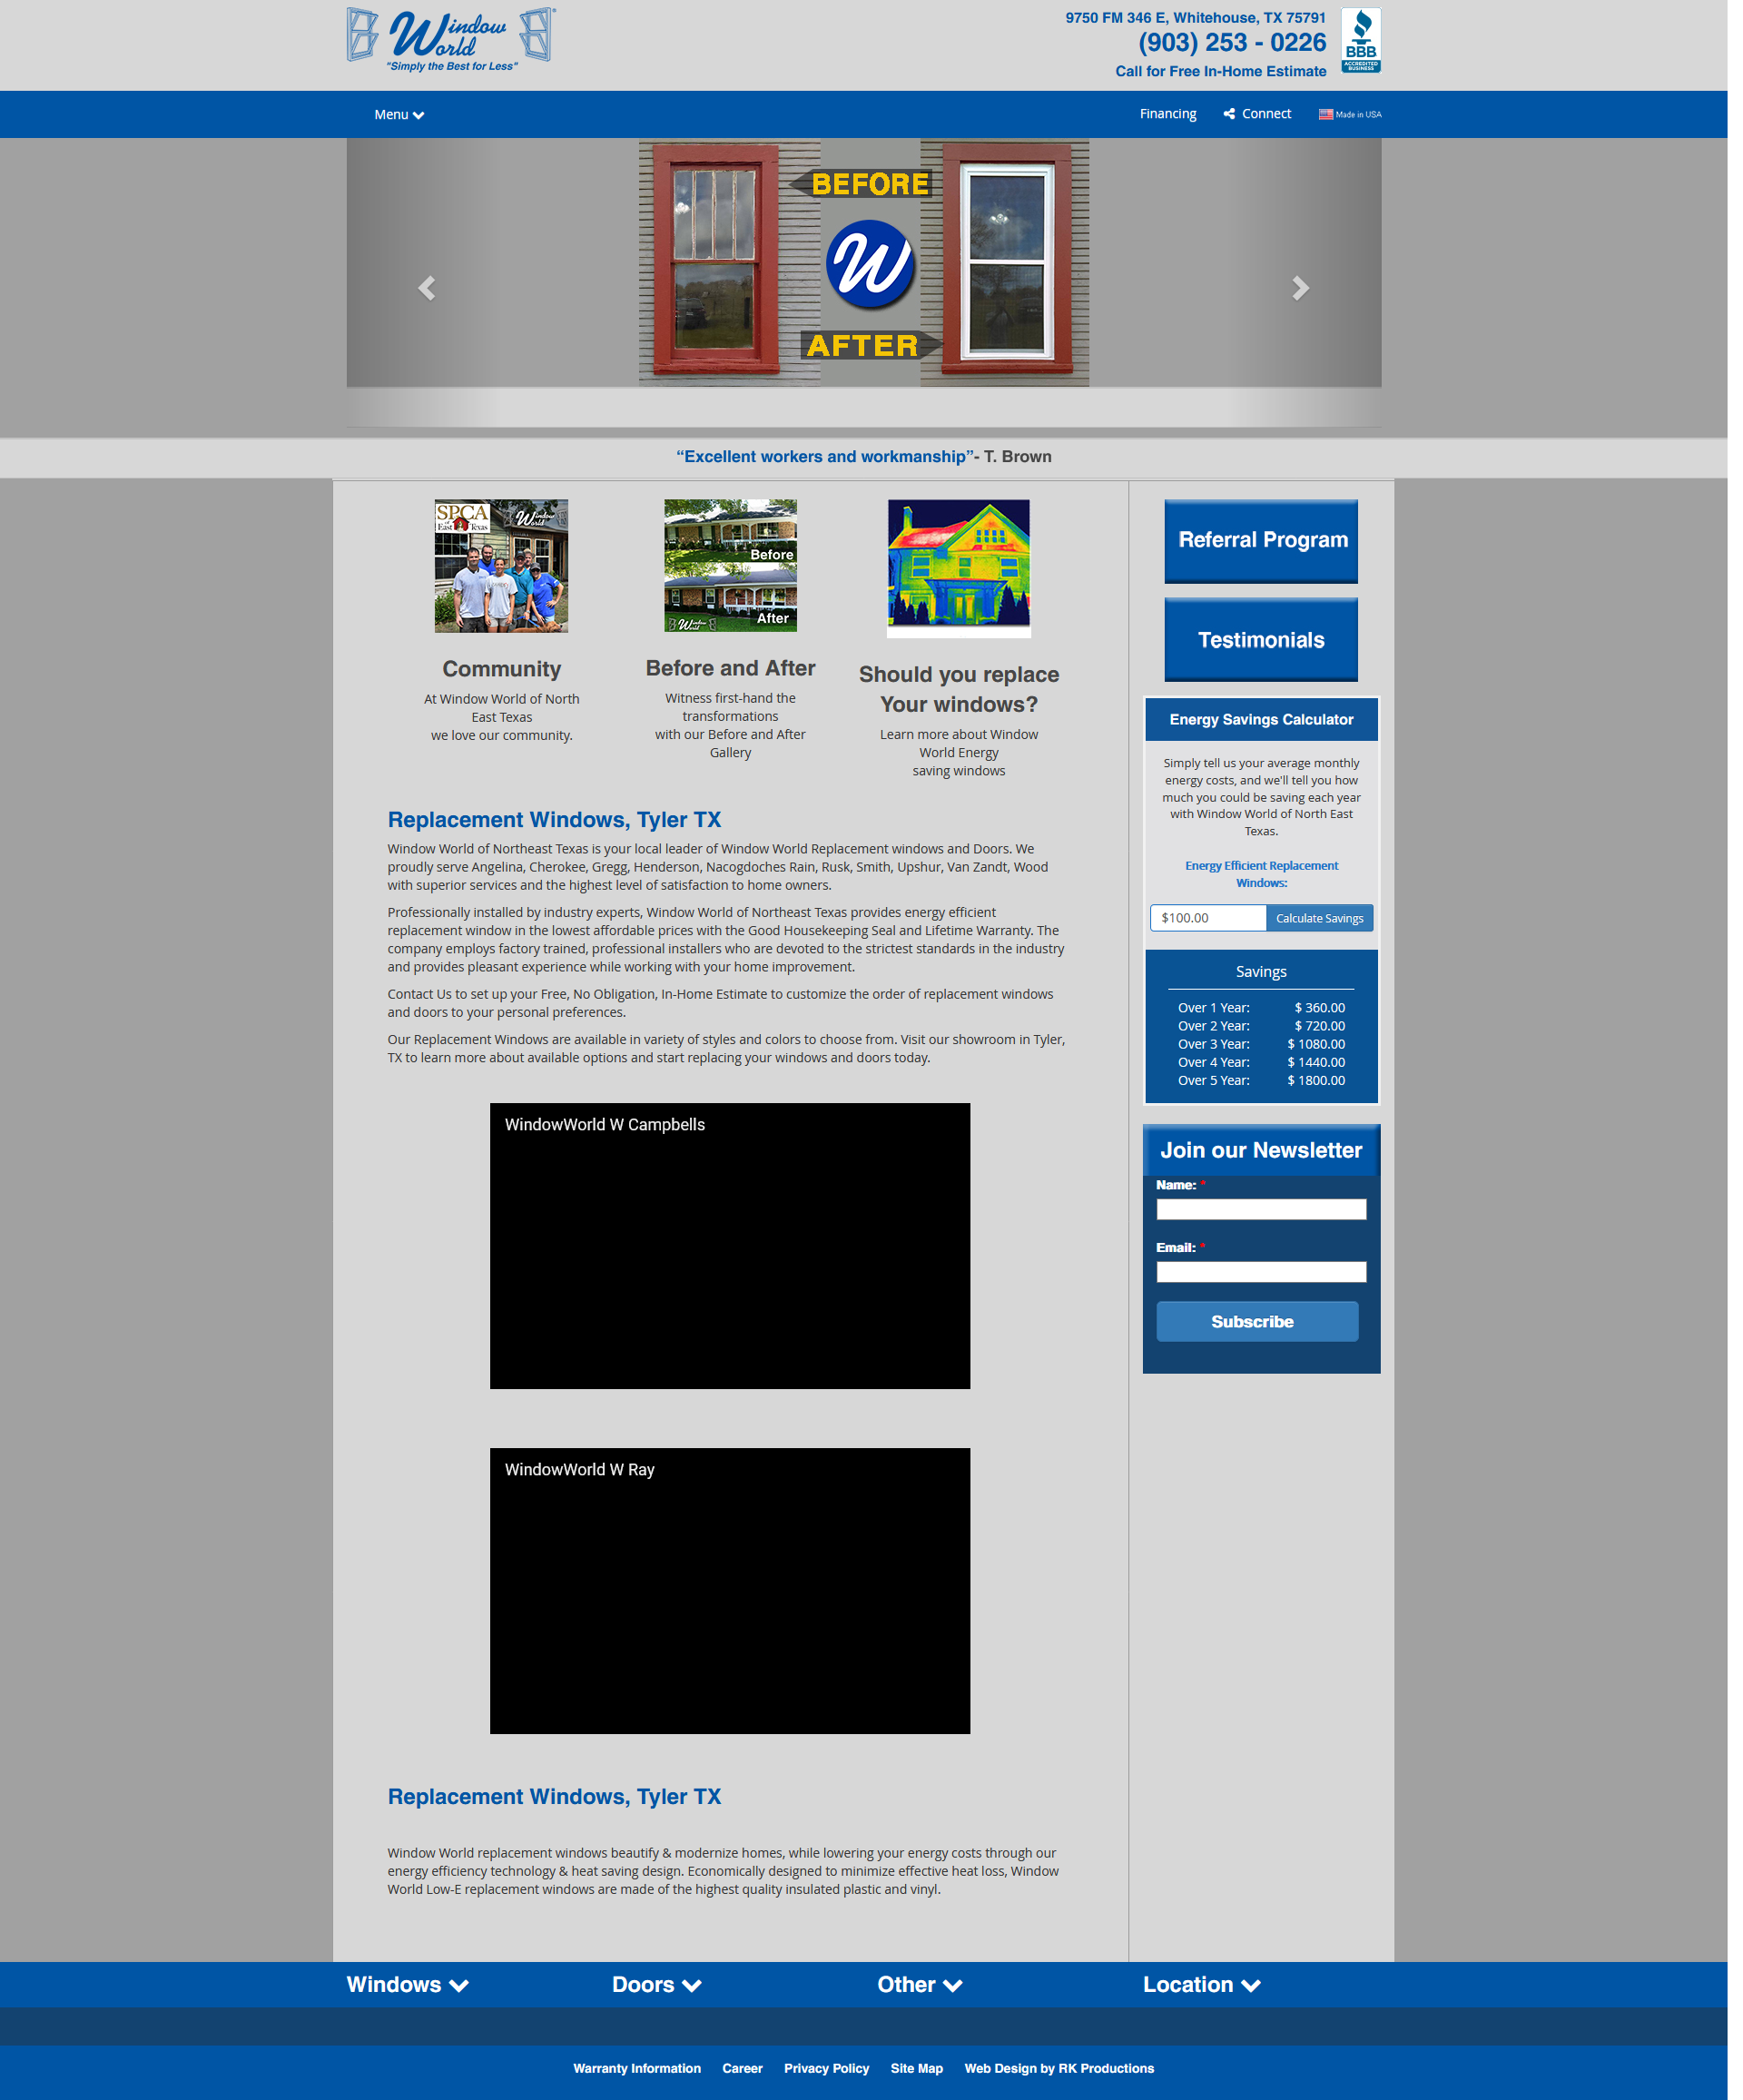 Window
World
"Simply the Best for Less"
9750 FM 346 E, Whitehouse, TX 75791
(903) 253 - 0226
Call for Free In-Home Estimate
BBB
ACCREDITED
BUSINESS
Menu
Financing
Connect
Made in USA
BEFORE
W
AFTER
“Excellent workers and workmanship”- T. Brown
SPCA
of
East Texas
Window
World
Before
After
Window
World
Community
At Window World of North
East Texas
we love our community.
Before and After
Witness first-hand the
transformations
with our Before and After
Gallery
Should you replace
Your windows?
Learn more about Window
World Energy
saving windows
Replacement Windows, Tyler TX
Window World of Northeast Texas is your local leader of Window World Replacement windows and Doors. We
proudly serve Angelina, Cherokee, Gregg, Henderson, Nacogdoches Rain, Rusk, Smith, Upshur, Van Zandt, Wood
with superior services and the highest level of satisfaction to home owners.
Professionally installed by industry experts, Window World of Northeast Texas provides energy efficient
replacement window in the lowest affordable prices with the Good Housekeeping Seal and Lifetime Warranty. The
company employs factory trained, professional installers who are devoted to the strictest standards in the industry
and provides pleasant experience while working with your home improvement.
Contact Us to set up your Free, No Obligation, In-Home Estimate to customize the order of replacement windows
and doors to your personal preferences.
Our Replacement Windows are available in variety of styles and colors to choose from. Visit our showroom in Tyler,
TX to learn more about available options and start replacing your windows and doors today.
WindowWorld W Campbells
WindowWorld W Ray
Replacement Windows, Tyler TX
Window World replacement windows beautify & modernize homes, while lowering your energy costs through our
energy efficiency technology & heat saving design. Economically designed to minimize effective heat loss, Window
World Low-E replacement windows are made of the highest quality insulated plastic and vinyl.
Referral Program
Testimonials
Energy Savings Calculator
Simply tell us your average monthly
energy costs, and we'll tell you how
much you could be saving each year
with Window World of North East
Texas.
Energy Efficient Replacement
Windows:
$100.00
Calculate Savings
Savings
Over 1 Year: $ 360.00
Over 2 Year: $ 720.00
Over 3 Year: $ 1080.00
Over 4 Year: $ 1440.00
Over 5 Year: $ 1800.00
Join our Newsletter
Name: *
Email: *
Subscribe
Windows
Doors
Other
Location
Warranty Information
Career
Privacy Policy
Site Map
Web Design by RK Productions